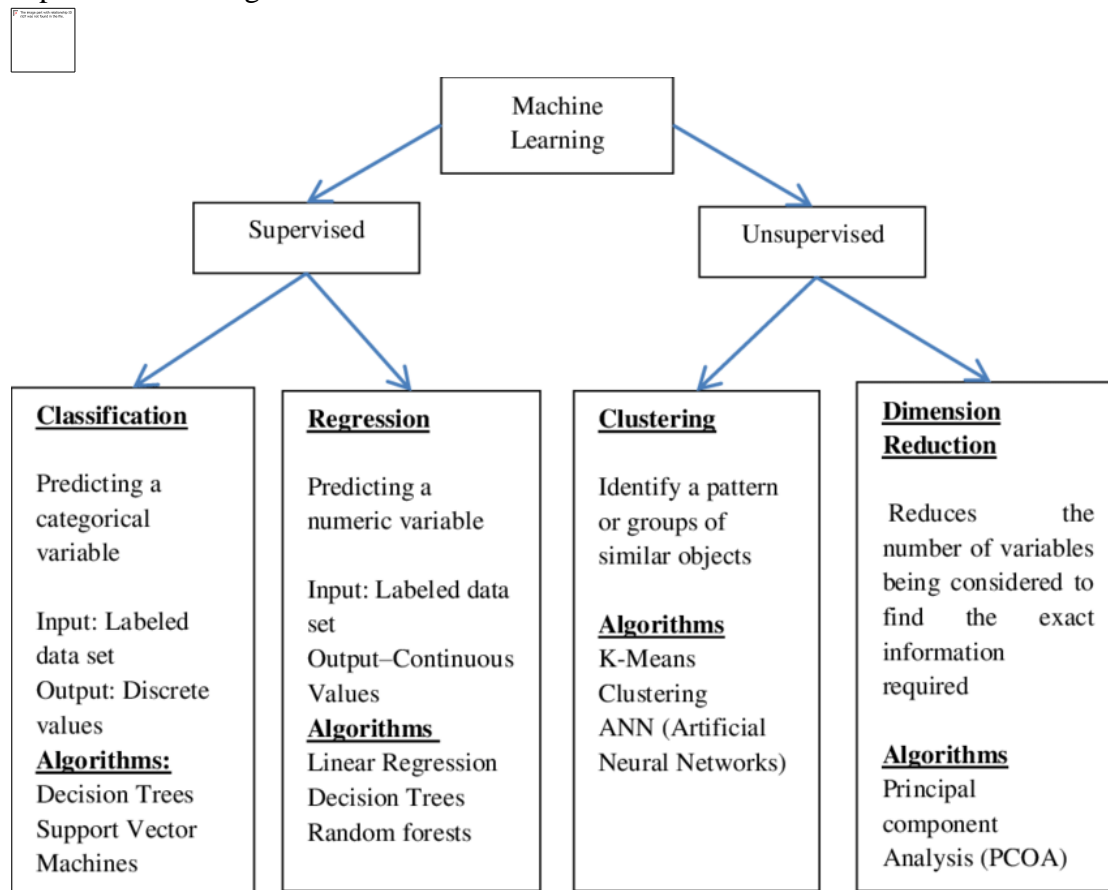 Machine
Learning
Supervised
Unsupervised
Classification
Predicting a
categorical
variable
Input: Labeled
data set
Output: Discrete
values
Algorithms:
Decision Trees
Support Vector
Machines
Regression
Predicting a
numeric variable
Input: Labeled data
set
Output–Continuous
Values
Algorithms
Linear Regression
Decision Trees
Random forests
Clustering
Identify a pattern
or groups of
similar objects
Algorithms
K-Means
Clustering
ANN (Artificial
Neural Networks)
Dimension
Reduction
Reduces the
number of variables
being considered to
find the exact
information
required
Algorithms
Principal
component
Analysis (PCOA)